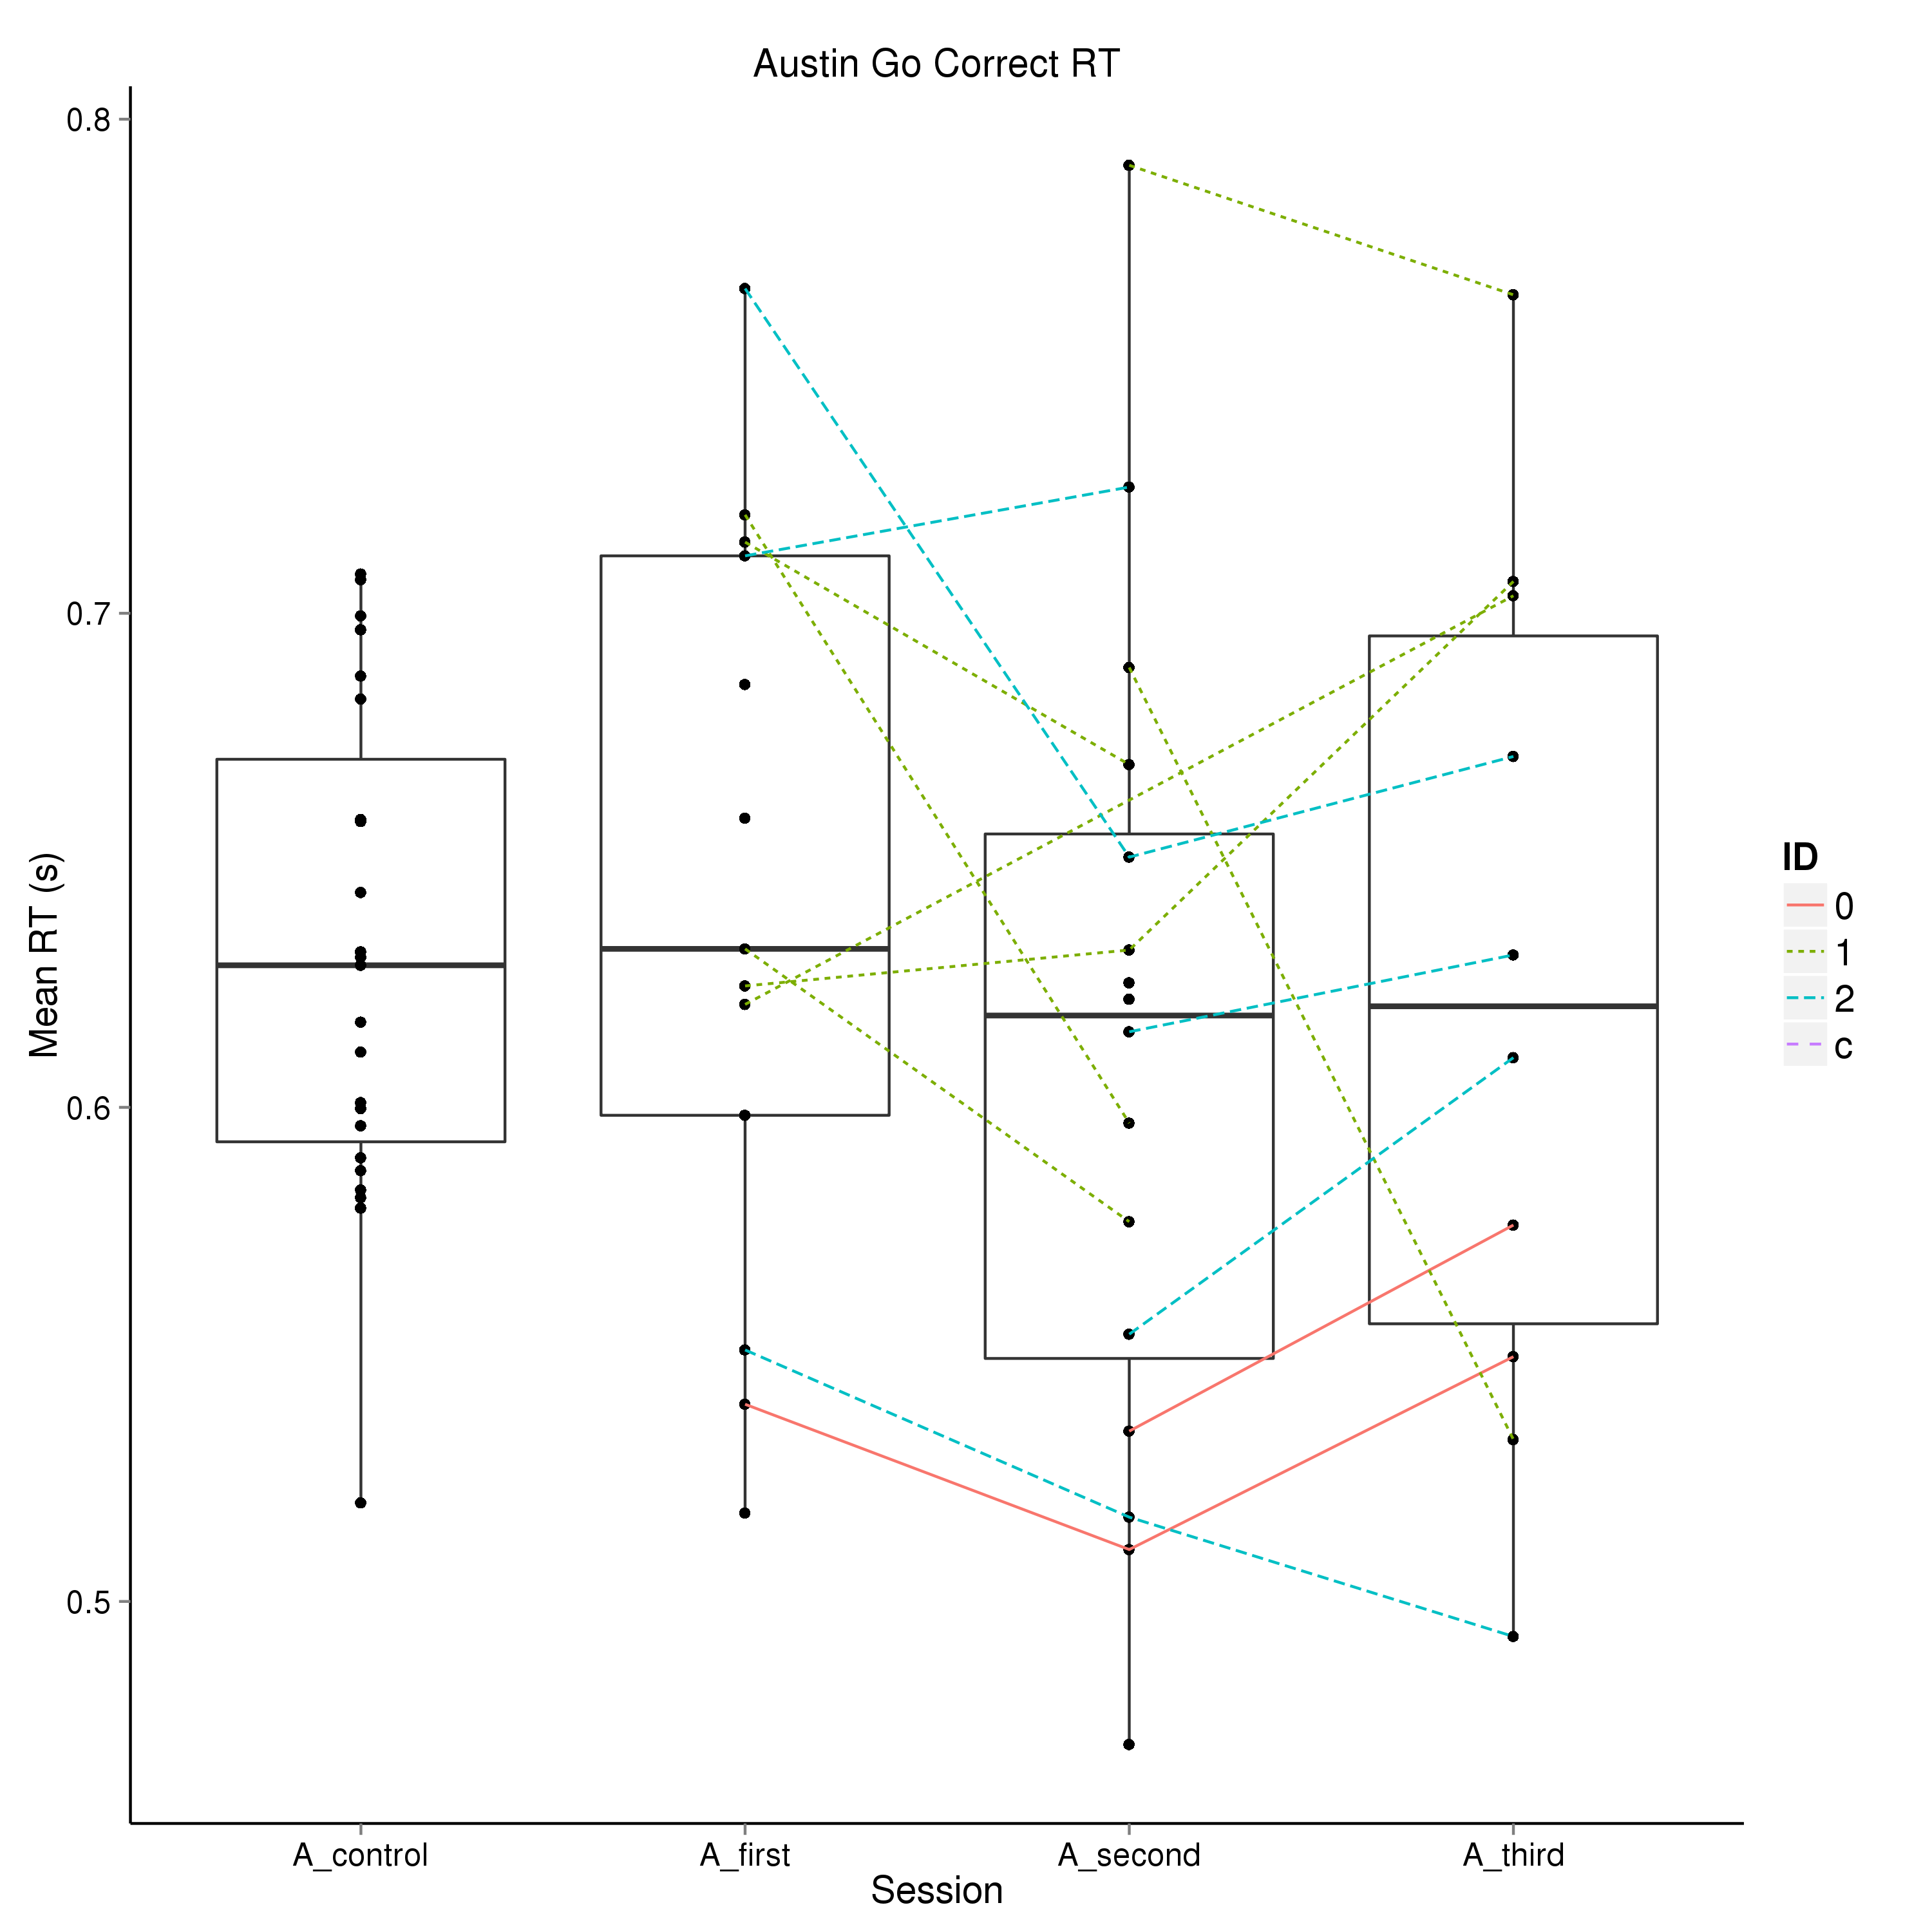 Austin Go Correct RT
Mean RT (s)
0.8
0.7
0.6
0.5
A_control
A_first
A_second
A_third
Session
ID
0
1
2
c